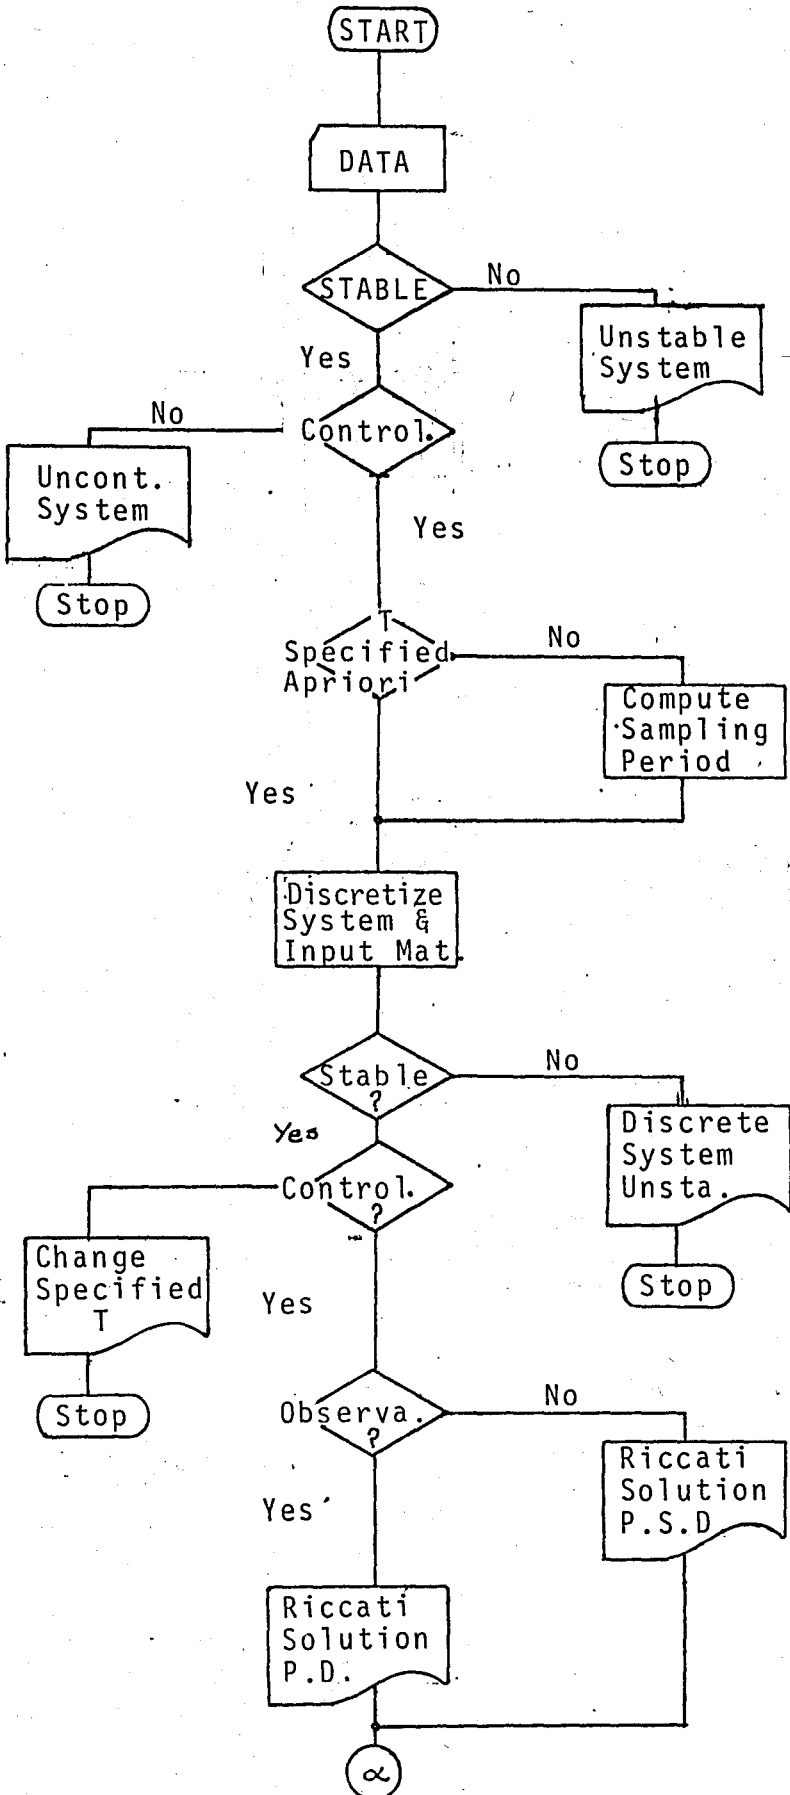 START
DATA
STABLE
No
Unstable
System
Stop
Yes
Control.
No
Uncont.
System
Stop
Yes
T
Specified
Apriori
No
Compute
Sampling
Period
Yes
Discretize
System &
Input Mat.
Stable
?
No
Discrete
System
Unsta.
Stop
Yes
Control.
?
Change
Specified
T
Stop
Yes
Observa.
?
No
Riccati
Solution
P.S.D
Yes
Riccati
Solution
P.D.
α